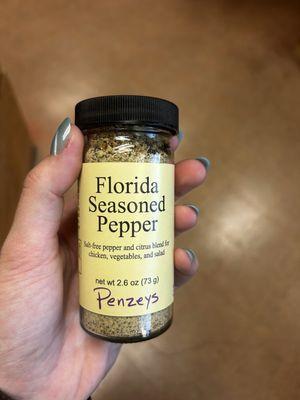 Florida
Seasoned
Pepper
Salt-free pepper and citrus blend for
chicken, vegetables, and salad
net wt 2.6 oz (73 g)
Penzeys